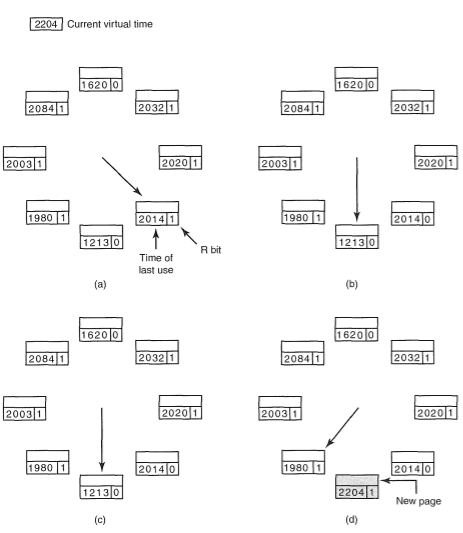 2204 Current virtual time
1620 0 1620 0
2084 1 2032 1 2084 1 2032 1
2003 1 2020 1 2003 1 2020 1
1980 1 2014 1 1980 1 2014 0
1213 0 1213 0
R bit
Time of
last use
(a) (b)
1620 0 1620 0
2084 1 2032 1 2084 1 2032 1
2003 1 2020 1 2003 1 2020 1
1980 1 2014 0 1980 1 2014 0
1213 0 2204 1
New page
(c) (d)